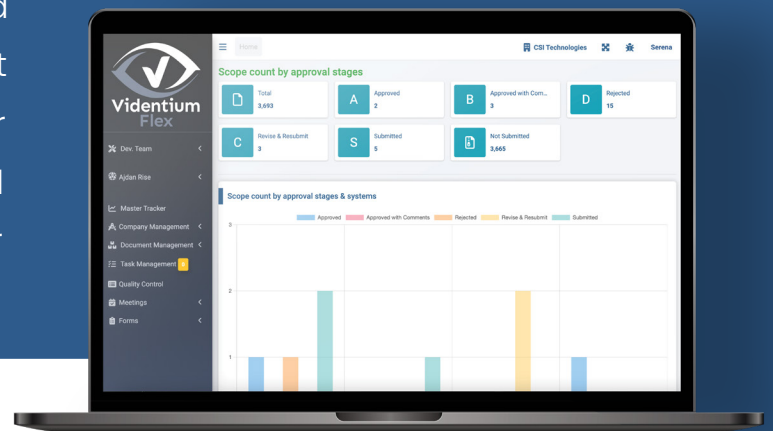 Videntium
Flex
Dev. Team
Ajdan Rise
Master Tracker
Company Management
Document Management
Task Management 0
Quality Control
Meetings
Forms
Home
CSI Technologies
Serena
Scope count by approval stages
Total
3,693
A
Approved
2
B
Approved with Com...
3
D
Rejected
15
C
Revise & Resubmit
3
S
Submitted
5
Not Submitted
3,665
Scope count by approval stages & systems
Approved
Approved with Comments
Rejected
Revise & Resubmit
Submitted
3
2
1